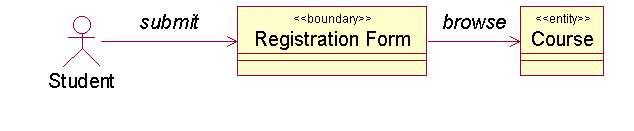 submit
<<boundary>>
browse
<<entity>>
Registration Form
Course
Student